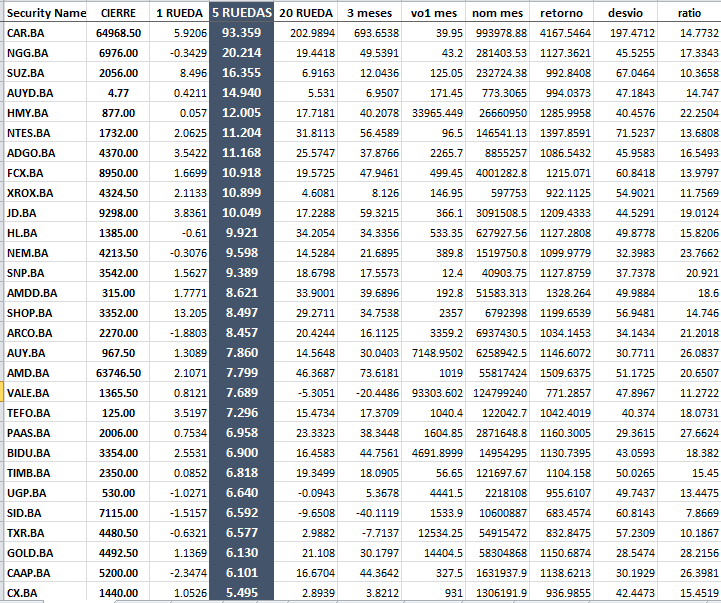 Security Name CIERRE 1 RUEDA 5 RUEDAS 20 RUEDA 3 meses vo1 mes nom mes retorno desvio ratio
CAR.BA 64968.50 5.9206 93.359 202.9894 693.6538 39.95 993978.88 4167.5464 197.4712 14.7732
NGG.BA 6976.00 -0.3429 20.214 19.4418 49.5391 43.2 281403.53 1127.3621 45.5255 17.3343
SUZ.BA 2056.00 8.496 16.355 6.9163 12.0436 125.05 232724.38 992.8408 67.0464 10.3658
AUYD.BA 4.77 0.4211 14.940 5.531 6.9507 171.45 773.3065 994.0373 47.1843 14.747
HMY.BA 877.00 0.057 12.005 17.7181 40.2078 33965.449 26660950 1285.9958 40.4576 22.2504
NTES.BA 1732.00 2.0625 11.204 31.8113 56.4589 96.5 146541.13 1397.8591 71.5237 13.6808
ADGO.BA 4370.00 3.5422 11.168 25.5747 37.8766 2265.7 8855257 1086.5432 45.9583 16.5493
FCX.BA 8950.00 1.6699 10.918 19.5725 47.9461 499.45 4001282.8 1215.071 60.8418 13.9797
XROX.BA 4324.50 2.1133 10.899 4.6081 8.126 146.95 597753 922.1125 54.9021 11.7569
JD.BA 9298.00 3.8361 10.049 17.2288 59.3215 366.1 3091508.5 1209.4333 44.5291 19.0124
HL.BA 1385.00 -0.61 9.921 34.2054 34.3356 533.35 627927.56 1127.2808 49.8778 15.8206
NEM.BA 4213.50 -0.3076 9.598 14.5284 21.6895 389.8 1519750.8 1099.9779 32.3983 23.7662
SNP.BA 3542.00 1.5627 9.389 18.6798 17.5573 12.4 40903.75 1127.8759 37.7378 20.921
AMDD.BA 315.00 1.7771 8.621 33.9001 39.6896 192.8 51583.313 1328.264 49.9884 18.6
SHOP.BA 3352.00 13.205 8.497 29.2711 34.7538 2357 6792398 1199.6539 56.9481 14.746
ARCO.BA 2270.00 -1.8803 8.457 20.4244 16.1125 3359.2 6937430.5 1034.1453 34.1434 21.2018
AUY.BA 967.50 1.3089 7.860 14.5648 30.0403 7148.9502 6258942.5 1146.6072 30.7711 26.0837
AMD.BA 63746.50 2.1071 7.799 46.3687 73.6181 1019 55817424 1509.6375 51.1725 20.6507
VALE.BA 1365.50 0.8121 7.689 -5.3051 -20.4486 93303.602 124799240 771.2857 47.8967 11.2722
TEFO.BA 125.00 3.5197 7.296 15.4734 17.3709 1040.4 122042.7 1042.4019 40.374 18.0731
PAAS.BA 2006.00 0.7534 6.958 23.3323 38.3448 1604.85 2871648.8 1160.3005 29.3615 27.6624
BIDU.BA 3354.00 2.5531 6.900 16.4583 44.7561 4691.8999 14954295 1130.7395 43.0593 18.382
TIMB.BA 2350.00 0.0852 6.818 19.3499 18.0905 56.65 121697.67 1104.158 50.0265 15.45
UGP.BA 530.00 -1.0271 6.640 -0.0943 5.3678 4441.5 2218108 955.6107 49.7437 13.4475
SID.BA 7115.00 -1.5157 6.592 -9.6508 -40.1119 1533.9 10600887 683.4574 60.8143 7.8669
TXR.BA 4480.50 -0.6321 6.577 2.9882 -7.7137 12534.25 54915472 832.8475 57.2309 10.1867
GOLD.BA 4492.50 1.1369 6.130 21.108 30.1797 14404.5 58304868 1150.6874 28.5474 28.2156
CAAP.BA 5200.00 -2.3474 6.101 16.6704 44.3642 327.5 1631937.9 1138.6213 30.1929 26.3981
CX.BA 1440.00 1.0526 5.495 2.8939 3.8212 931 1306191.9 936.9855 42.4473 15.4519